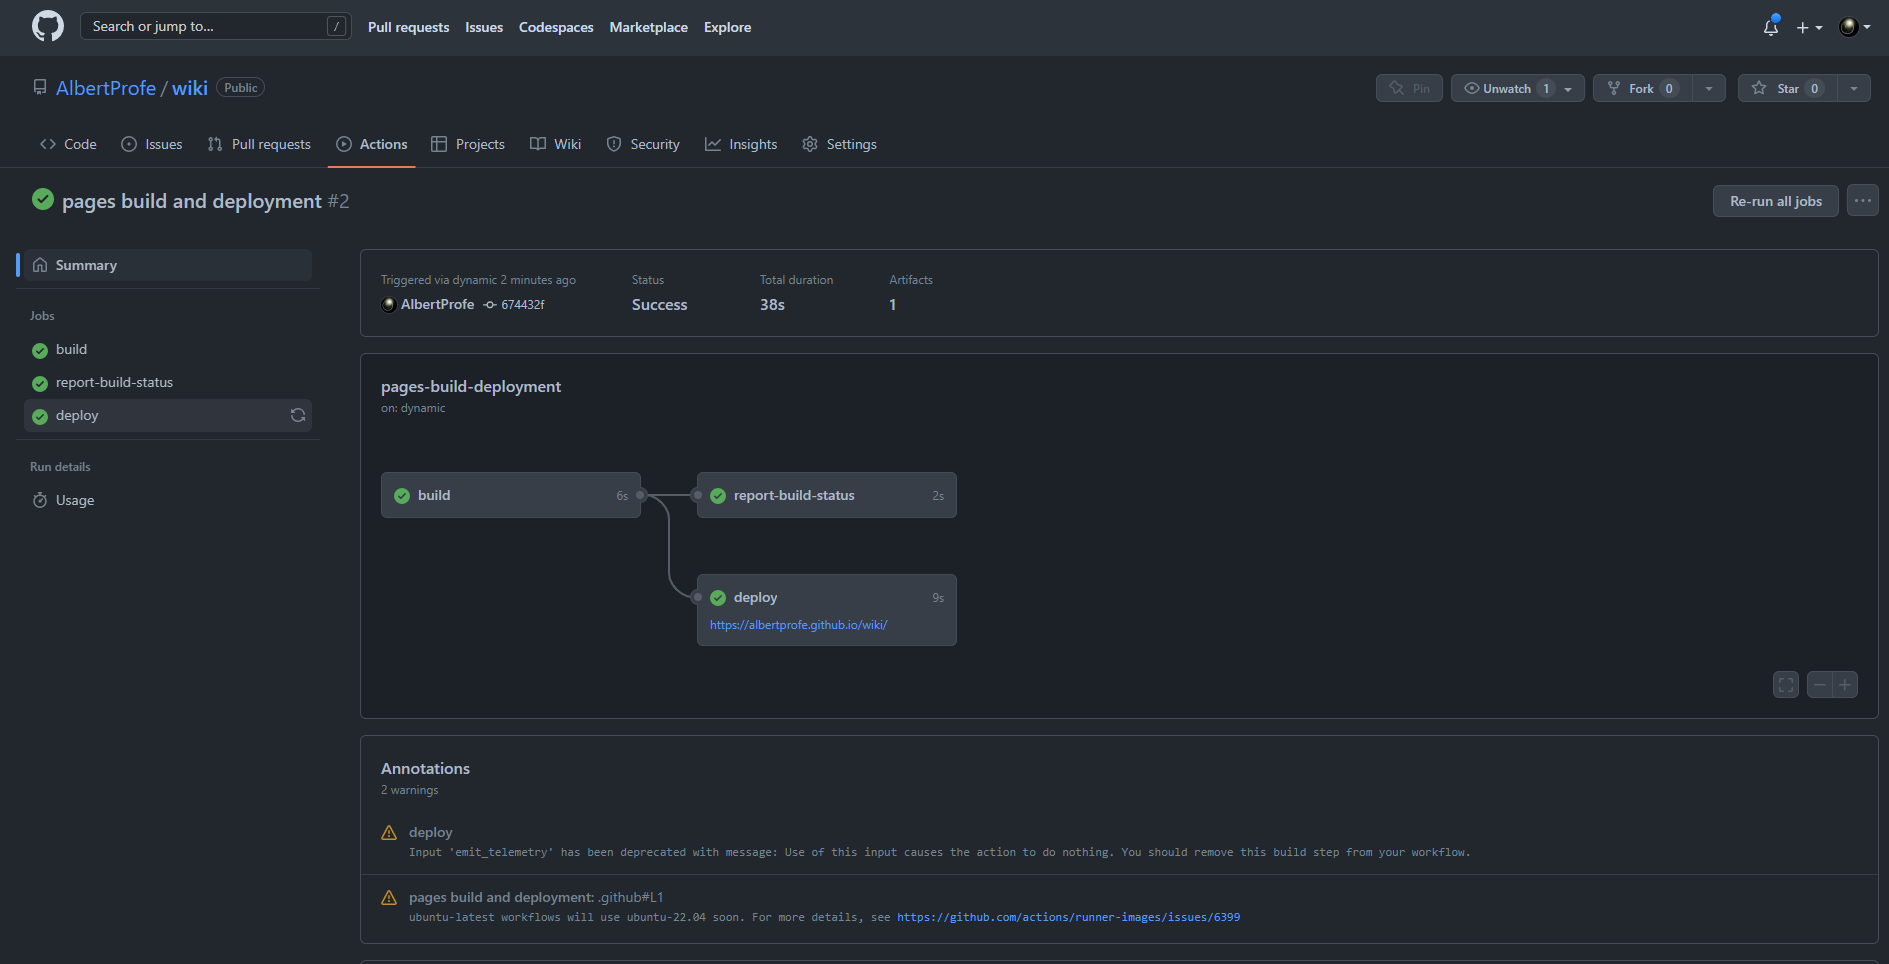 Search or jump to... /
Pull requests Issues Codespaces Marketplace Explore
AlbertProfe / wiki Public
Pin Unwatch 1 Fork 0 Star 0
Code Issues Pull requests Actions Projects Wiki Security Insights Settings
pages build and deployment #2
Re-run all jobs ...
Summary
Jobs
build
report-build-status
deploy
Run details
Usage
Triggered via dynamic 2 minutes ago
AlbertProfe 674432f
Status
Success
Total duration
38s
Artifacts
1
pages-build-deployment
on: dynamic
build 6s
report-build-status 2s
deploy 9s
https://albertprofe.github.io/wiki/
Annotations
2 warnings
deploy
Input 'emit_telemetry' has been deprecated with message: Use of this input causes the action to do nothing. You should remove this build step from your workflow.
pages build and deployment: .github#L1
ubuntu-latest workflows will use ubuntu-22.04 soon. For more details, see https://github.com/actions/runner-images/issues/6399